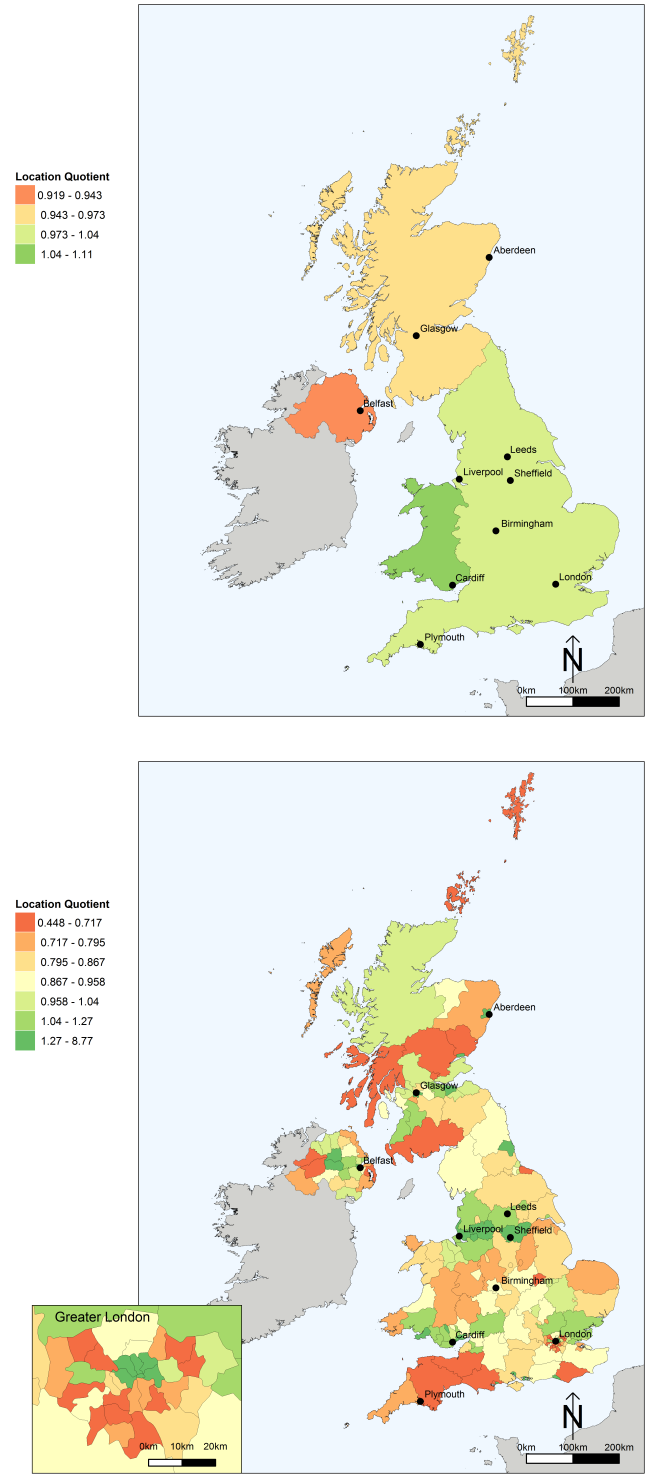 Location Quotient
0.919 - 0.943
0.943 - 0.973
0.973 - 1.04
1.04 - 1.11
Aberdeen
Glasgow
Belfast
Leeds
Liverpool
Sheffield
Birmingham
Cardiff
London
Plymouth
N
0km 100km 200km
Location Quotient
0.448 - 0.717
0.717 - 0.795
0.795 - 0.867
0.867 - 0.958
0.958 - 1.04
1.04 - 1.27
1.27 - 8.77
Aberdeen
Glasgow
Belfast
Leeds
Liverpool
Sheffield
Birmingham
Greater London
Cardiff
London
Plymouth
N
0km 10km 20km
0km 100km 200km